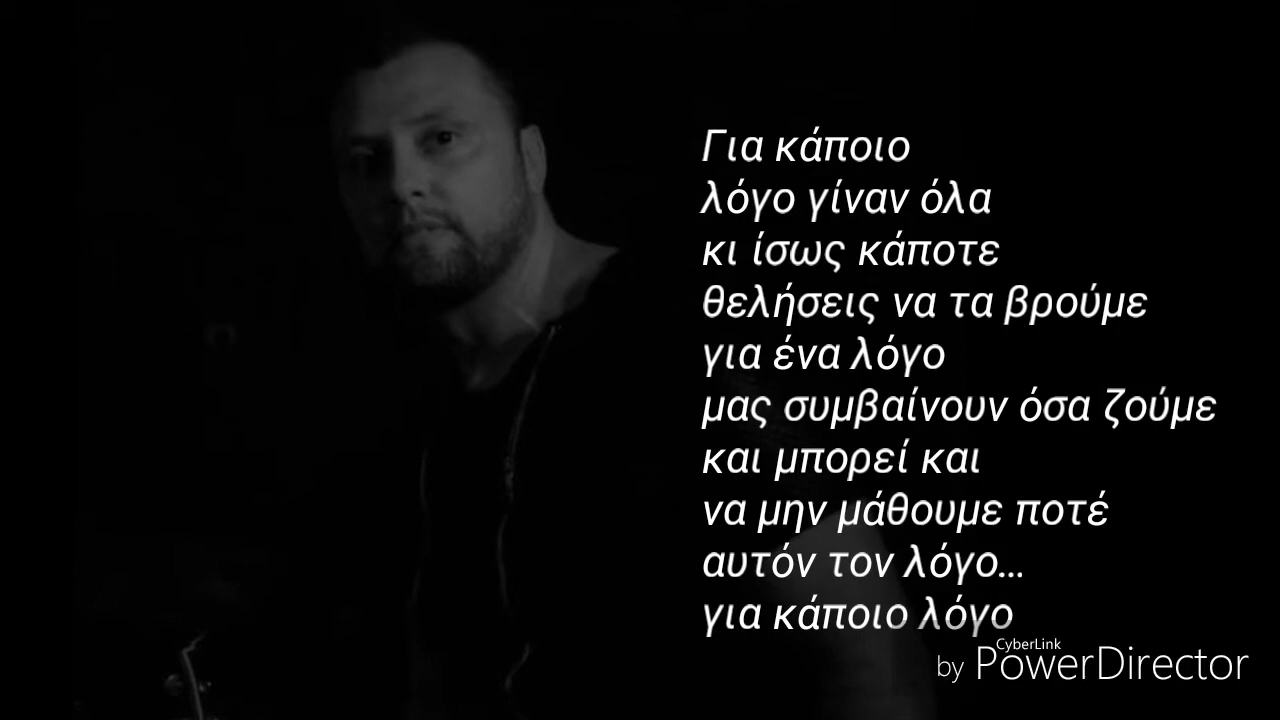 Για κάποιο
λόγο γίναν όλα
κι ίσως κάποτε
θελήσεις να τα βρούμε
για ένα λόγο
μας συμβαίνουν όσα ζούμε
και μπορεί και
να μην μάθουμε ποτέ
αυτόν τον λόγο...
για κάποιο λόγο
CyberLink
by PowerDirector